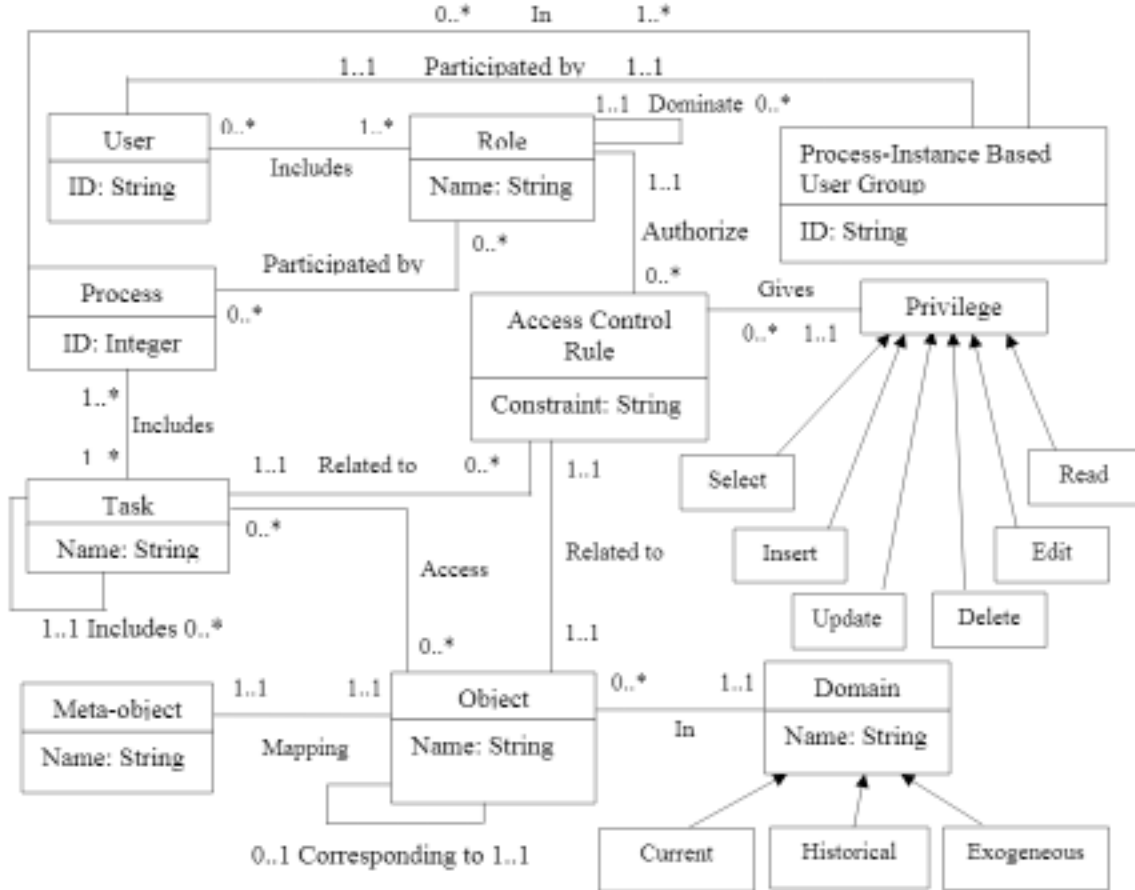 0..* In 1..*
1..1 Participated by 1..1
1..1 Dominate 0..*
User
ID: String
0..* 1..*
Includes
Role
Name: String
Process-Instance Based
User Group
ID: String
1..1
Authorize
0..*
0..*
Participated by
0..*
Process
ID: Integer
Access Control
Rule
Constraint: String
Gives
0..* 1..1
Privilege
1..*
Includes
1 *
Select
Insert
Update
Delete
Edit
Read
1..1 Related to 0..*
Task
Name: String
0..*
Access
0..*
1..1
Related to
1..1
1..1 Includes 0..*
Meta-object
Name: String
1..1 1..1
Mapping
Object
Name: String
0..* 1..1
In
Domain
Name: String
0..1 Corresponding to 1..1
Current
Historical
Exogeneous